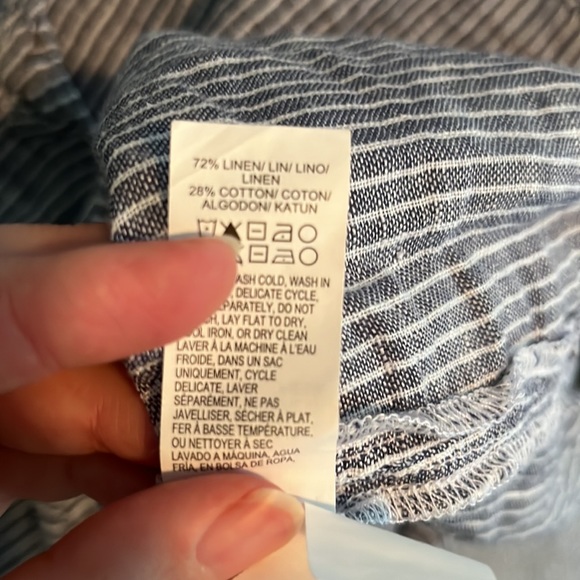 72% LINEN/ LIN/ LINO/
LINEN
28% COTTON/ COTON/
ALGODON/ KATUN
ASH COLD, WASH IN
DELICATE CYCLE,
PARATELY, DO NOT
H, LAY FLAT TO DRY,
OOL IRON, OR DRY CLEAN
LAVER À LA MACHINE À L'EAU
FROIDE, DANS UN SAC
UNIQUEMENT, CYCLE
DELICATE, LAVER
SÉPARÉMENT, NE PAS
JAVELLISER, SÉCHER À PLAT,
FER À BASSE TEMPÉRATURE,
OU NETTOYER À SEC
LAVADO A MÁQUINA, AGUA
FRÍA, EN BOLSA DE ROPA,